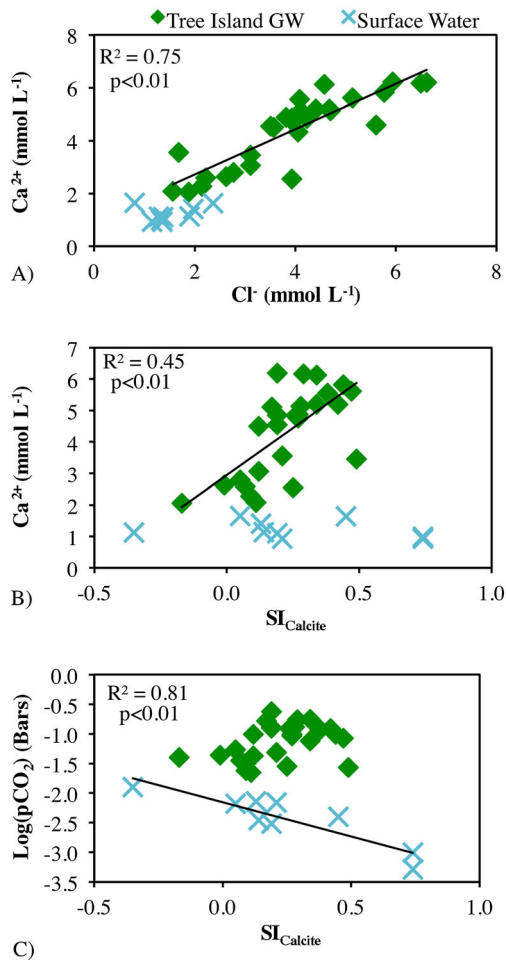 Tree Island GW Surface Water
A)
R² = 0.75
p<0.01
Ca²⁺ (mmol L⁻¹)
8
6
4
2
0
0 2 4 6 8
Cl⁻ (mmol L⁻¹)
B)
R² = 0.45
p<0.01
Ca²⁺ (mmol L⁻¹)
7
6
5
4
3
2
1
0
-0.5 0.0 0.5 1.0
SI_Calcite
C)
R² = 0.81
p<0.01
Log(pCO₂) (Bars)
0.0
-0.5
-1.0
-1.5
-2.0
-2.5
-3.0
-3.5
-0.5 0.0 0.5 1.0
SI_Calcite